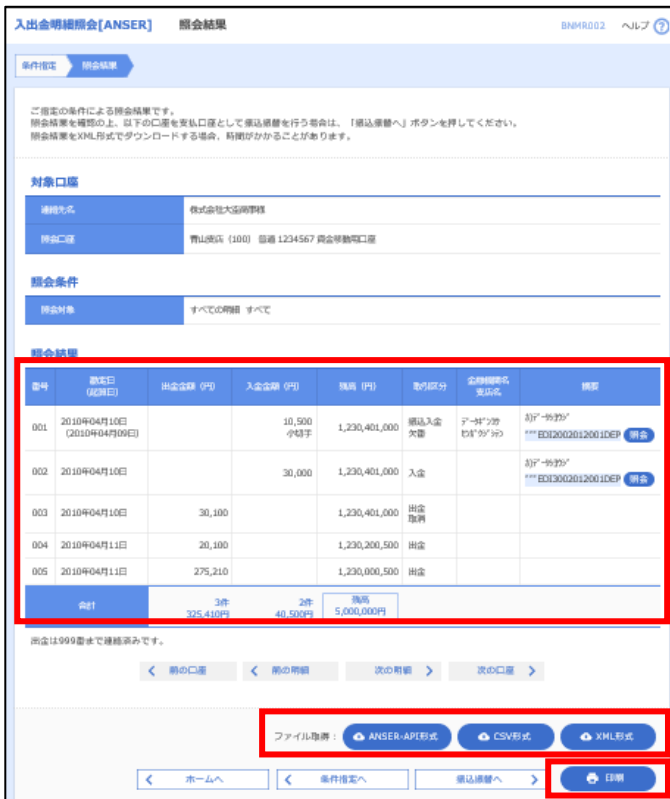 入出金明細照会[ANSER] 照会結果 BNMR002 ヘルプ ?
条件指定 照会結果
ご指定の条件による照会結果です。
照会結果を確認の上、以下の口座を支払口座として振込振替を行う場合は、「振込振替へ」ボタンを押してください。
照会結果をXML形式でダウンロードする場合、時間がかかることがあります。
対象口座
連絡先名 株式会社大空商事様
照会口座 青山支店 (100) 普通 1234567 資金移動用口座
照会条件
照会対象 すべての明細 すべて
照会結果
番号 勘定日 出金金額 (円) 入金金額 (円) 残高 (円) 取引区分 金融機関名 摘要
(起算日) 支店名
001 2010年04月10日 10,500 1,230,401,000 振込入金
(2010年04月09日) 小切手 欠番
***EDI2002012001DEP 照会
002 2010年04月10日 30,000 1,230,401,000 入金
***EDI3002012001DEP 照会
003 2010年04月10日 30,100 1,230,401,000 出金
取消
004 2010年04月11日 20,100 1,230,200,500 出金
005 2010年04月11日 275,210 1,230,000,500 出金
合計 3件 2件 残高
325,410円 40,500円 5,000,000円
出金は999番まで連絡済みです。
前の口座 前の明細 次の明細 次の口座
ファイル取得： ANSER-API形式 CSV形式 XML形式
ホームへ 条件指定へ 振込振替へ 印刷